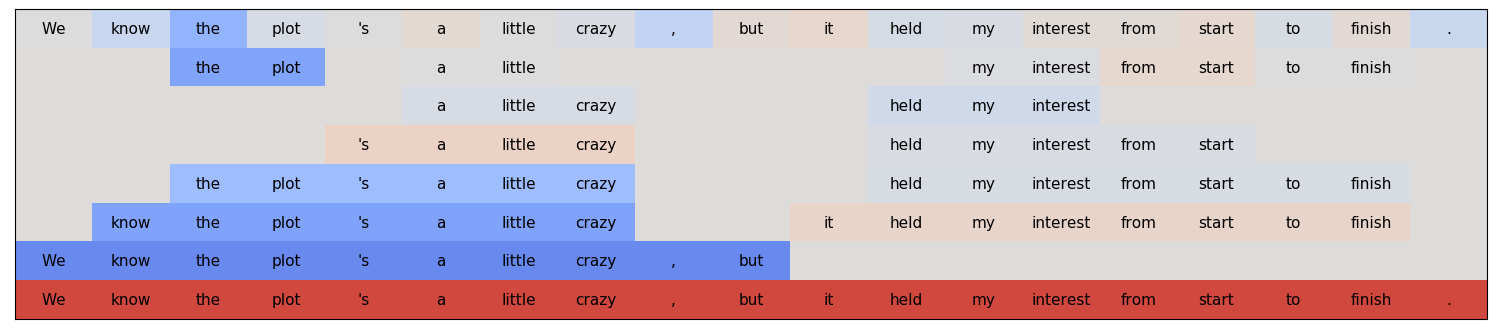 We know the plot 's a little crazy , but it held my interest from start to finish .
the plot a little my interest from start to finish
a little crazy held my interest
's a little crazy held my interest from start
the plot 's a little crazy held my interest from start to finish
know the plot 's a little crazy it held my interest from start to finish
We know the plot 's a little crazy , but
We know the plot 's a little crazy , but it held my interest from start to finish .